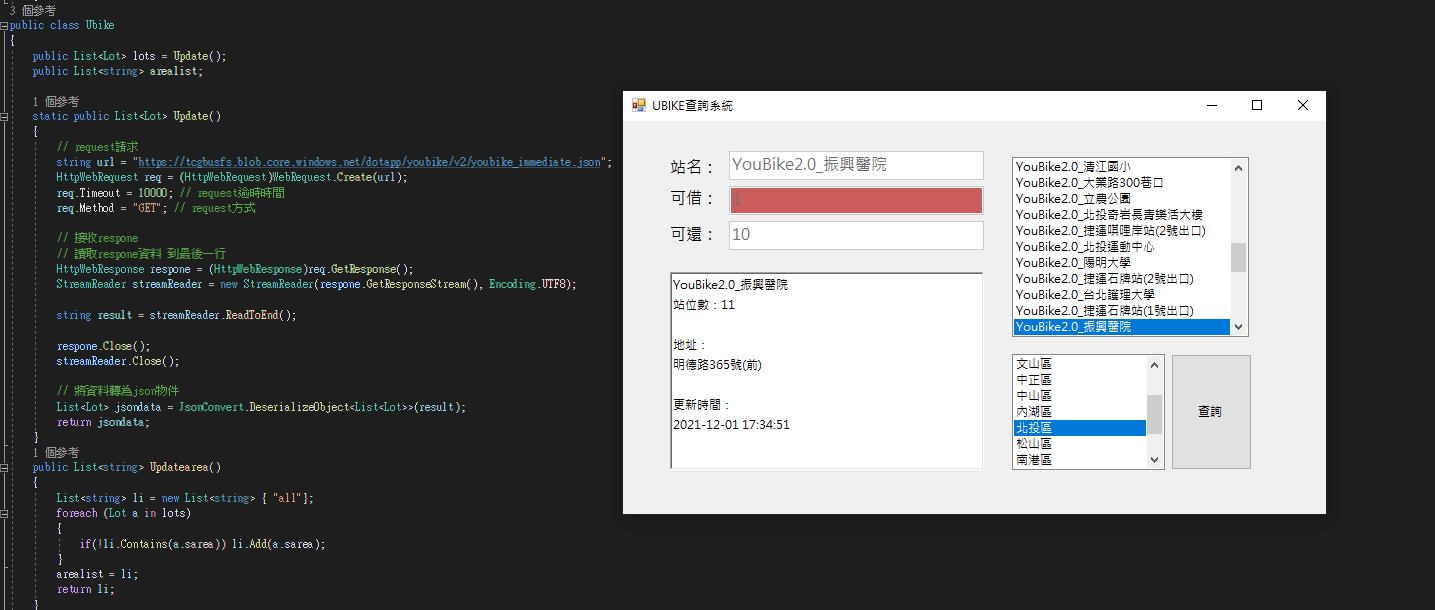 3 個參考
public class Ubike
{
public List<Lot> lots = Update();
public List<string> arealist;
1 個參考
static public List<Lot> Update()
{
// request請求
string url = "https://tcgbusfs.blob.core.windows.net/dotapp/youbike/v2/youbike_immediate.json";
HttpWebRequest req = (HttpWebRequest)WebRequest.Create(url);
req.Timeout = 10000; // request逾時時間
req.Method = "GET"; // request方式
// 接收respone
// 讀取respone資料 到最後一行
HttpWebResponse respone = (HttpWebResponse)req.GetResponse();
StreamReader streamReader = new StreamReader(respone.GetResponseStream(), Encoding.UTF8);
string result = streamReader.ReadToEnd();
respone.Close();
streamReader.Close();
// 將資料轉為json物件
List<Lot> jsondata = JsonConvert.DeserializeObject<List<Lot>>(result);
return jsondata;
}
1 個參考
public List<string> Updatearea()
{
List<string> li = new List<string> { "all"};
foreach (Lot a in lots)
{
if(!li.Contains(a.sarea)) li.Add(a.sarea);
}
arealist = li;
return li;
}
UBIKE查詢系統
站名： YouBike2.0_振興醫院
可借： 1
可還： 10
YouBike2.0_振興醫院
站位數：11
地址：
明德路365號(前)
更新時間：
2021-12-01 17:34:51
YouBike2.0_清江國小
YouBike2.0_大業路300巷口
YouBike2.0_立農公園
YouBike2.0_北投奇岩長青樂活大樓
YouBike2.0_捷運唭哩岸站(2號出口)
YouBike2.0_北投運動中心
YouBike2.0_陽明大學
YouBike2.0_捷運石牌站(2號出口)
YouBike2.0_台北護理大學
YouBike2.0_捷運石牌站(1號出口)
YouBike2.0_振興醫院
文山區
中正區
中山區
內湖區
北投區
松山區
南港區
查詢